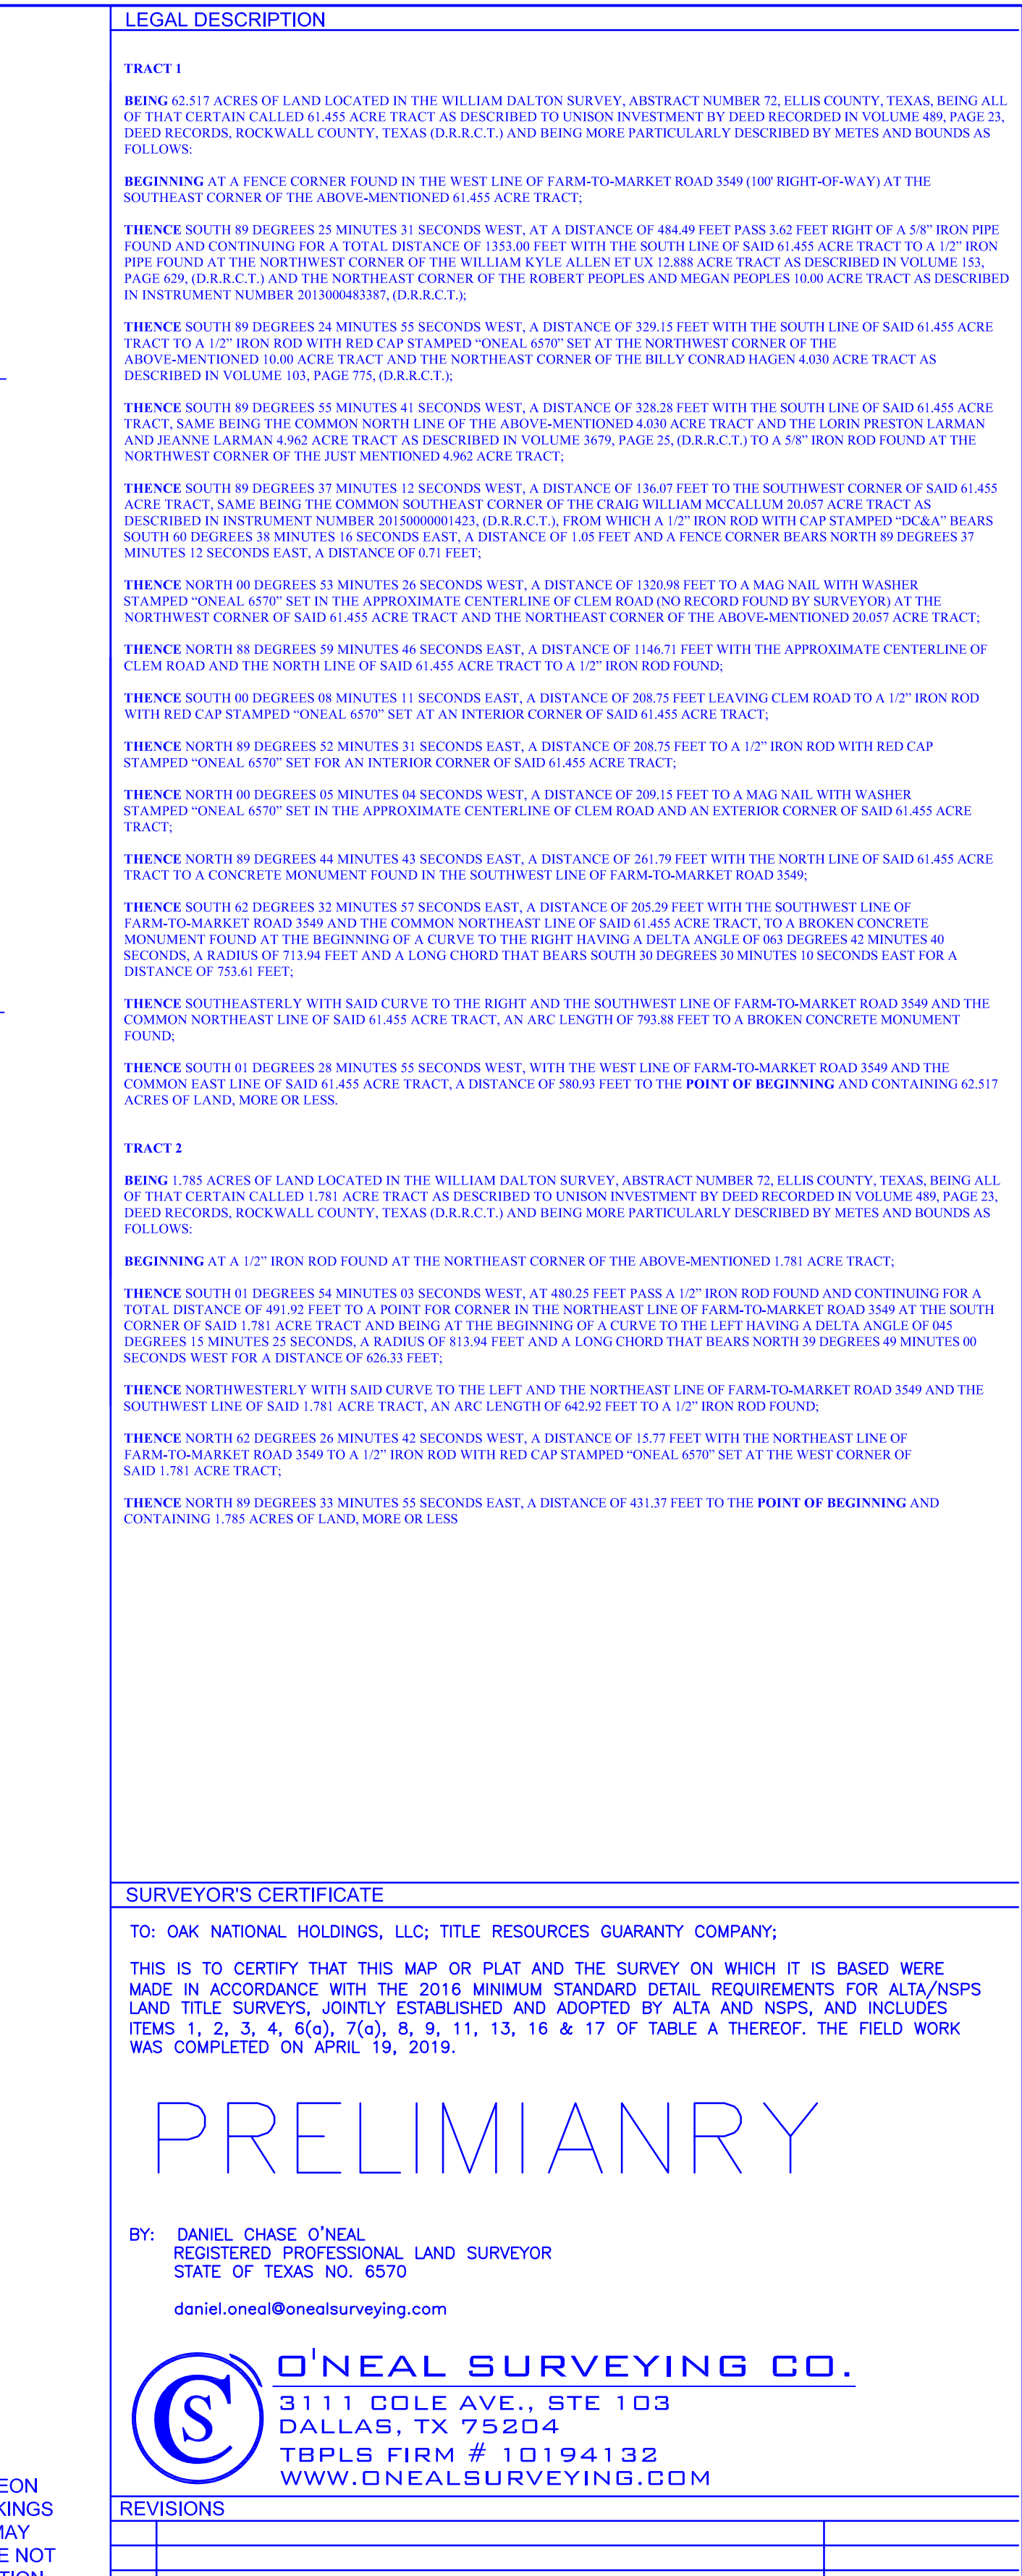 LEGAL DESCRIPTION
TRACT 1
BEING 62.517 ACRES OF LAND LOCATED IN THE WILLIAM DALTON SURVEY, ABSTRACT NUMBER 72, ELLIS COUNTY, TEXAS, BEING ALL
OF THAT CERTAIN CALLED 61.455 ACRE TRACT AS DESCRIBED TO UNISON INVESTMENT BY DEED RECORDED IN VOLUME 489, PAGE 23,
DEED RECORDS, ROCKWALL COUNTY, TEXAS (D.R.R.C.T.) AND BEING MORE PARTICULARLY DESCRIBED BY METES AND BOUNDS AS
FOLLOWS:
BEGINNING AT A FENCE CORNER FOUND IN THE WEST LINE OF FARM-TO-MARKET ROAD 3549 (100' RIGHT-OF-WAY) AT THE
SOUTHEAST CORNER OF THE ABOVE-MENTIONED 61.455 ACRE TRACT;
THENCE SOUTH 89 DEGREES 25 MINUTES 31 SECONDS WEST, AT A DISTANCE OF 484.49 FEET PASS 3.62 FEET RIGHT OF A 5/8” IRON PIPE
FOUND AND CONTINUING FOR A TOTAL DISTANCE OF 1353.00 FEET WITH THE SOUTH LINE OF SAID 61.455 ACRE TRACT TO A 1/2” IRON
PIPE FOUND AT THE NORTHWEST CORNER OF THE WILLIAM KYLE ALLEN ET UX 12.888 ACRE TRACT AS DESCRIBED IN VOLUME 153,
PAGE 629, (D.R.R.C.T.) AND THE NORTHEAST CORNER OF THE ROBERT PEOPLES AND MEGAN PEOPLES 10.00 ACRE TRACT AS DESCRIBED
IN INSTRUMENT NUMBER 2013000483387, (D.R.R.C.T.);
THENCE SOUTH 89 DEGREES 24 MINUTES 55 SECONDS WEST, A DISTANCE OF 329.15 FEET WITH THE SOUTH LINE OF SAID 61.455 ACRE
TRACT TO A 1/2” IRON ROD WITH RED CAP STAMPED “ONEAL 6570” SET AT THE NORTHWEST CORNER OF THE
ABOVE-MENTIONED 10.00 ACRE TRACT AND THE NORTHEAST CORNER OF THE BILLY CONRAD HAGEN 4.030 ACRE TRACT AS
DESCRIBED IN VOLUME 103, PAGE 775, (D.R.R.C.T.);
THENCE SOUTH 89 DEGREES 55 MINUTES 41 SECONDS WEST, A DISTANCE OF 328.28 FEET WITH THE SOUTH LINE OF SAID 61.455 ACRE
TRACT, SAME BEING THE COMMON NORTH LINE OF THE ABOVE-MENTIONED 4.030 ACRE TRACT AND THE LORIN PRESTON LARMAN
AND JEANNE LARMAN 4.962 ACRE TRACT AS DESCRIBED IN VOLUME 3679, PAGE 25, (D.R.R.C.T.) TO A 5/8” IRON ROD FOUND AT THE
NORTHWEST CORNER OF THE JUST MENTIONED 4.962 ACRE TRACT;
THENCE SOUTH 89 DEGREES 37 MINUTES 12 SECONDS WEST, A DISTANCE OF 136.07 FEET TO THE SOUTHWEST CORNER OF SAID 61.455
ACRE TRACT, SAME BEING THE COMMON SOUTHEAST CORNER OF THE CRAIG WILLIAM MCCALLUM 20.057 ACRE TRACT AS
DESCRIBED IN INSTRUMENT NUMBER 20150000001423, (D.R.R.C.T.), FROM WHICH A 1/2” IRON ROD WITH CAP STAMPED “DC&A” BEARS
SOUTH 60 DEGREES 38 MINUTES 16 SECONDS EAST, A DISTANCE OF 1.05 FEET AND A FENCE CORNER BEARS NORTH 89 DEGREES 37
MINUTES 12 SECONDS EAST, A DISTANCE OF 0.71 FEET;
THENCE NORTH 00 DEGREES 53 MINUTES 26 SECONDS WEST, A DISTANCE OF 1320.98 FEET TO A MAG NAIL WITH WASHER
STAMPED “ONEAL 6570” SET IN THE APPROXIMATE CENTERLINE OF CLEM ROAD (NO RECORD FOUND BY SURVEYOR) AT THE
NORTHWEST CORNER OF SAID 61.455 ACRE TRACT AND THE NORTHEAST CORNER OF THE ABOVE-MENTIONED 20.057 ACRE TRACT;
THENCE NORTH 88 DEGREES 59 MINUTES 46 SECONDS EAST, A DISTANCE OF 1146.71 FEET WITH THE APPROXIMATE CENTERLINE OF
CLEM ROAD AND THE NORTH LINE OF SAID 61.455 ACRE TRACT TO A 1/2” IRON ROD FOUND;
THENCE SOUTH 00 DEGREES 08 MINUTES 11 SECONDS EAST, A DISTANCE OF 208.75 FEET LEAVING CLEM ROAD TO A 1/2” IRON ROD
WITH RED CAP STAMPED “ONEAL 6570” SET AT AN INTERIOR CORNER OF SAID 61.455 ACRE TRACT;
THENCE NORTH 89 DEGREES 52 MINUTES 31 SECONDS EAST, A DISTANCE OF 208.75 FEET TO A 1/2” IRON ROD WITH RED CAP
STAMPED “ONEAL 6570” SET FOR AN INTERIOR CORNER OF SAID 61.455 ACRE TRACT;
THENCE NORTH 00 DEGREES 05 MINUTES 04 SECONDS WEST, A DISTANCE OF 209.15 FEET TO A MAG NAIL WITH WASHER
STAMPED “ONEAL 6570” SET IN THE APPROXIMATE CENTERLINE OF CLEM ROAD AND AN EXTERIOR CORNER OF SAID 61.455 ACRE
TRACT;
THENCE NORTH 89 DEGREES 44 MINUTES 43 SECONDS EAST, A DISTANCE OF 261.79 FEET WITH THE NORTH LINE OF SAID 61.455 ACRE
TRACT TO A CONCRETE MONUMENT FOUND IN THE SOUTHWEST LINE OF FARM-TO-MARKET ROAD 3549;
THENCE SOUTH 62 DEGREES 32 MINUTES 57 SECONDS EAST, A DISTANCE OF 205.29 FEET WITH THE SOUTHWEST LINE OF
FARM-TO-MARKET ROAD 3549 AND THE COMMON NORTHEAST LINE OF SAID 61.455 ACRE TRACT, TO A BROKEN CONCRETE
MONUMENT FOUND AT THE BEGINNING OF A CURVE TO THE RIGHT HAVING A DELTA ANGLE OF 063 DEGREES 42 MINUTES 40
SECONDS, A RADIUS OF 713.94 FEET AND A LONG CHORD THAT BEARS SOUTH 30 DEGREES 30 MINUTES 10 SECONDS EAST FOR A
DISTANCE OF 753.61 FEET;
THENCE SOUTHEASTERLY WITH SAID CURVE TO THE RIGHT AND THE SOUTHWEST LINE OF FARM-TO-MARKET ROAD 3549 AND THE
COMMON NORTHEAST LINE OF SAID 61.455 ACRE TRACT, AN ARC LENGTH OF 793.88 FEET TO A BROKEN CONCRETE MONUMENT
FOUND;
THENCE SOUTH 01 DEGREES 28 MINUTES 55 SECONDS WEST, WITH THE WEST LINE OF FARM-TO-MARKET ROAD 3549 AND THE
COMMON EAST LINE OF SAID 61.455 ACRE TRACT, A DISTANCE OF 580.93 FEET TO THE POINT OF BEGINNING AND CONTAINING 62.517
ACRES OF LAND, MORE OR LESS.
TRACT 2
BEING 1.785 ACRES OF LAND LOCATED IN THE WILLIAM DALTON SURVEY, ABSTRACT NUMBER 72, ELLIS COUNTY, TEXAS, BEING ALL
OF THAT CERTAIN CALLED 1.781 ACRE TRACT AS DESCRIBED TO UNISON INVESTMENT BY DEED RECORDED IN VOLUME 489, PAGE 23,
DEED RECORDS, ROCKWALL COUNTY, TEXAS (D.R.R.C.T.) AND BEING MORE PARTICULARLY DESCRIBED BY METES AND BOUNDS AS
FOLLOWS:
BEGINNING AT A 1/2” IRON ROD FOUND AT THE NORTHEAST CORNER OF THE ABOVE-MENTIONED 1.781 ACRE TRACT;
THENCE SOUTH 01 DEGREES 54 MINUTES 03 SECONDS WEST, AT 480.25 FEET PASS A 1/2” IRON ROD FOUND AND CONTINUING FOR A
TOTAL DISTANCE OF 491.92 FEET TO A POINT FOR CORNER IN THE NORTHEAST LINE OF FARM-TO-MARKET ROAD 3549 AT THE SOUTH
CORNER OF SAID 1.781 ACRE TRACT AND BEING AT THE BEGINNING OF A CURVE TO THE LEFT HAVING A DELTA ANGLE OF 045
DEGREES 15 MINUTES 25 SECONDS, A RADIUS OF 813.94 FEET AND A LONG CHORD THAT BEARS NORTH 39 DEGREES 49 MINUTES 00
SECONDS WEST FOR A DISTANCE OF 626.33 FEET;
THENCE NORTHWESTERLY WITH SAID CURVE TO THE LEFT AND THE NORTHEAST LINE OF FARM-TO-MARKET ROAD 3549 AND THE
SOUTHWEST LINE OF SAID 1.781 ACRE TRACT, AN ARC LENGTH OF 642.92 FEET TO A 1/2” IRON ROD FOUND;
THENCE NORTH 62 DEGREES 26 MINUTES 42 SECONDS WEST, A DISTANCE OF 15.77 FEET WITH THE NORTHEAST LINE OF
FARM-TO-MARKET ROAD 3549 TO A 1/2” IRON ROD WITH RED CAP STAMPED “ONEAL 6570” SET AT THE WEST CORNER OF
SAID 1.781 ACRE TRACT;
THENCE NORTH 89 DEGREES 33 MINUTES 55 SECONDS EAST, A DISTANCE OF 431.37 FEET TO THE POINT OF BEGINNING AND
CONTAINING 1.785 ACRES OF LAND, MORE OR LESS
SURVEYOR'S CERTIFICATE
TO: OAK NATIONAL HOLDINGS, LLC; TITLE RESOURCES GUARANTY COMPANY;
THIS IS TO CERTIFY THAT THIS MAP OR PLAT AND THE SURVEY ON WHICH IT IS BASED WERE
MADE IN ACCORDANCE WITH THE 2016 MINIMUM STANDARD DETAIL REQUIREMENTS FOR ALTA/NSPS
LAND TITLE SURVEYS, JOINTLY ESTABLISHED AND ADOPTED BY ALTA AND NSPS, AND INCLUDES
ITEMS 1, 2, 3, 4, 6(a), 7(a), 8, 9, 11, 13, 16 & 17 OF TABLE A THEREOF. THE FIELD WORK
WAS COMPLETED ON APRIL 19, 2019.
PRELIMIANRY
BY: DANIEL CHASE O'NEAL
REGISTERED PROFESSIONAL LAND SURVEYOR
STATE OF TEXAS NO. 6570
daniel.oneal@onealsurveying.com
CS
O'NEAL SURVEYING CO.
3111 COLE AVE., STE 103
DALLAS, TX 75204
TBPLS FIRM # 10194132
WWW.ONEALSURVEYING.COM
EON
KINGS
MAY
E NOT
REVISIONS